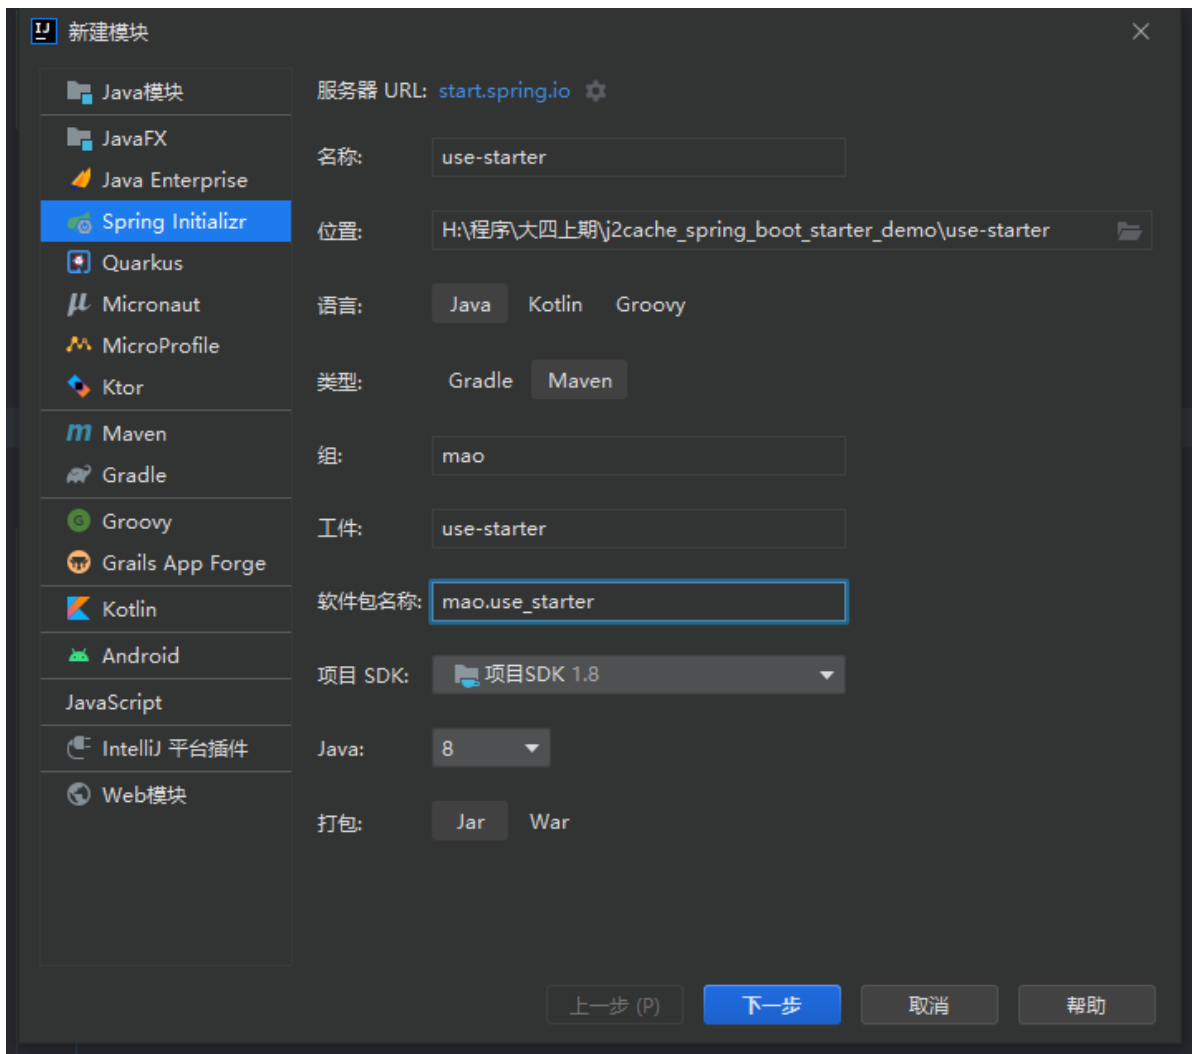 新建模块
Java模块
JavaFX
Java Enterprise
Spring Initializr
Quarkus
Micronaut
MicroProfile
Ktor
Maven
Gradle
Groovy
Grails App Forge
Kotlin
Android
JavaScript
IntelliJ 平台插件
Web模块
服务器 URL: start.spring.io
名称: use-starter
位置: H:\程序\大四上期\j2cache_spring_boot_starter_demo\use-starter
语言: Java Kotlin Groovy
类型: Gradle Maven
组: mao
工件: use-starter
软件包名称: mao.use_starter
项目 SDK: 项目SDK 1.8
Java: 8
打包: Jar War
上一步 (P) 下一步 取消 帮助